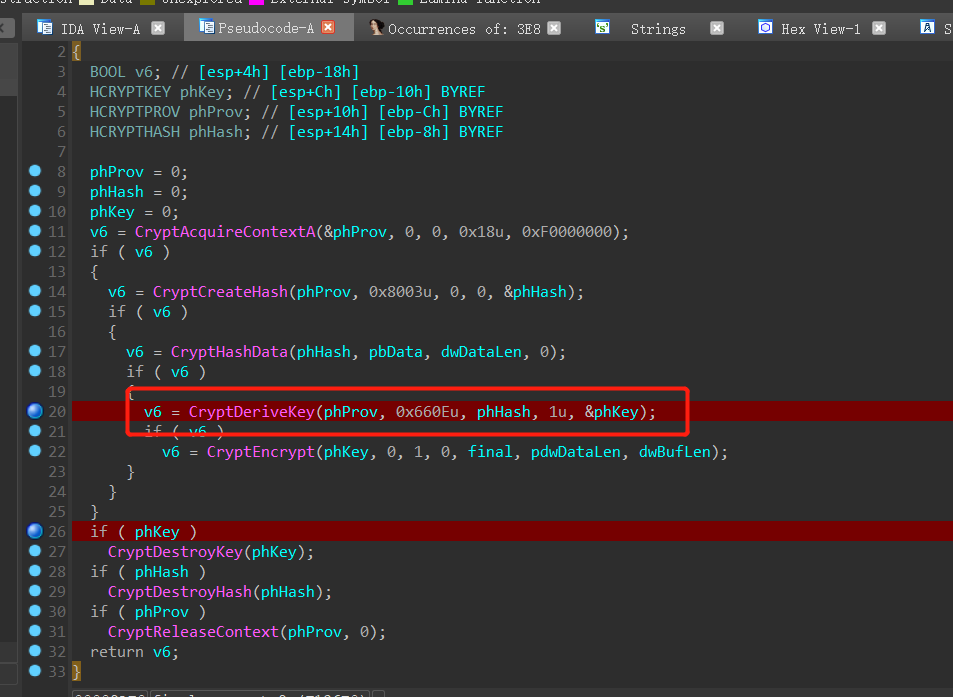 struction Data Unexplored External symbol Lumina function
IDA View-A Pseudocode-A Occurrences of: 3E8 Strings Hex View-1 S
2 {
3 BOOL v6; // [esp+4h] [ebp-18h]
4 HCRYPTKEY phKey; // [esp+Ch] [ebp-10h] BYREF
5 HCRYPTPROV phProv; // [esp+10h] [ebp-Ch] BYREF
6 HCRYPTHASH phHash; // [esp+14h] [ebp-8h] BYREF
7
8 phProv = 0;
9 phHash = 0;
10 phKey = 0;
11 v6 = CryptAcquireContextA(&phProv, 0, 0, 0x18u, 0xF0000000);
12 if ( v6 )
13 {
14 v6 = CryptCreateHash(phProv, 0x8003u, 0, 0, &phHash);
15 if ( v6 )
16 {
17 v6 = CryptHashData(phHash, pbData, dwDataLen, 0);
18 if ( v6 )
19 {
20 v6 = CryptDeriveKey(phProv, 0x660Eu, phHash, 1u, &phKey);
21 if ( v6 )
22 v6 = CryptEncrypt(phKey, 0, 1, 0, final, pdwDataLen, dwBufLen);
23 }
24 }
25 }
26 if ( phKey )
27 CryptDestroyKey(phKey);
28 if ( phHash )
29 CryptDestroyHash(phHash);
30 if ( phProv )
31 CryptReleaseContext(phProv, 0);
32 return v6;
33 }